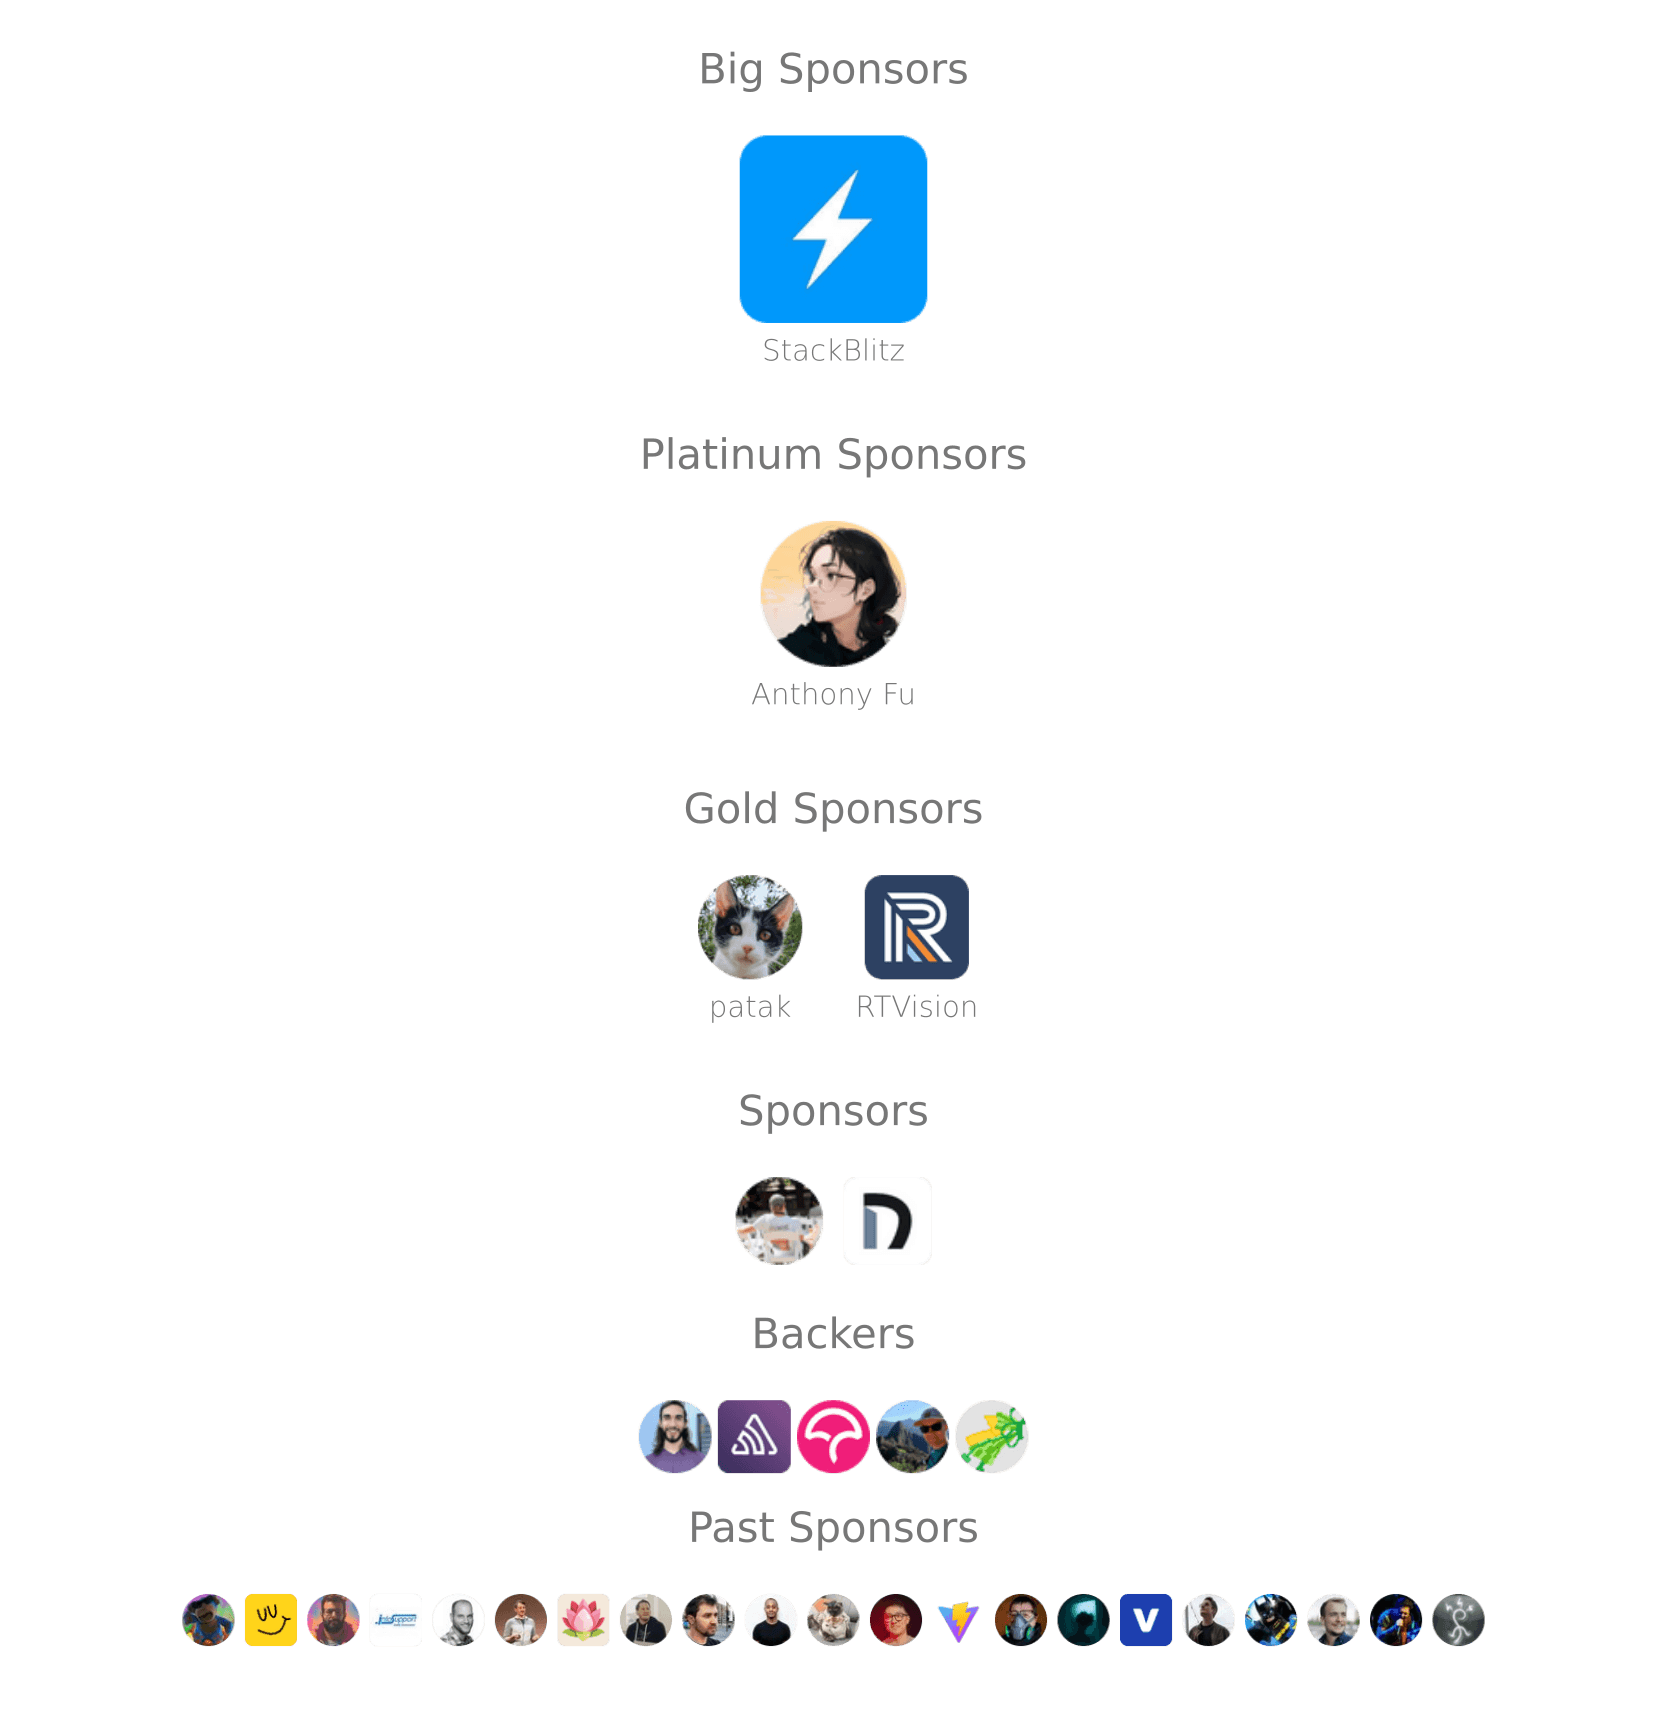 Big Sponsors
StackBlitz
Platinum Sponsors
Anthony Fu
Gold Sponsors
patak
RTVision
Sponsors
Backers
Past Sponsors